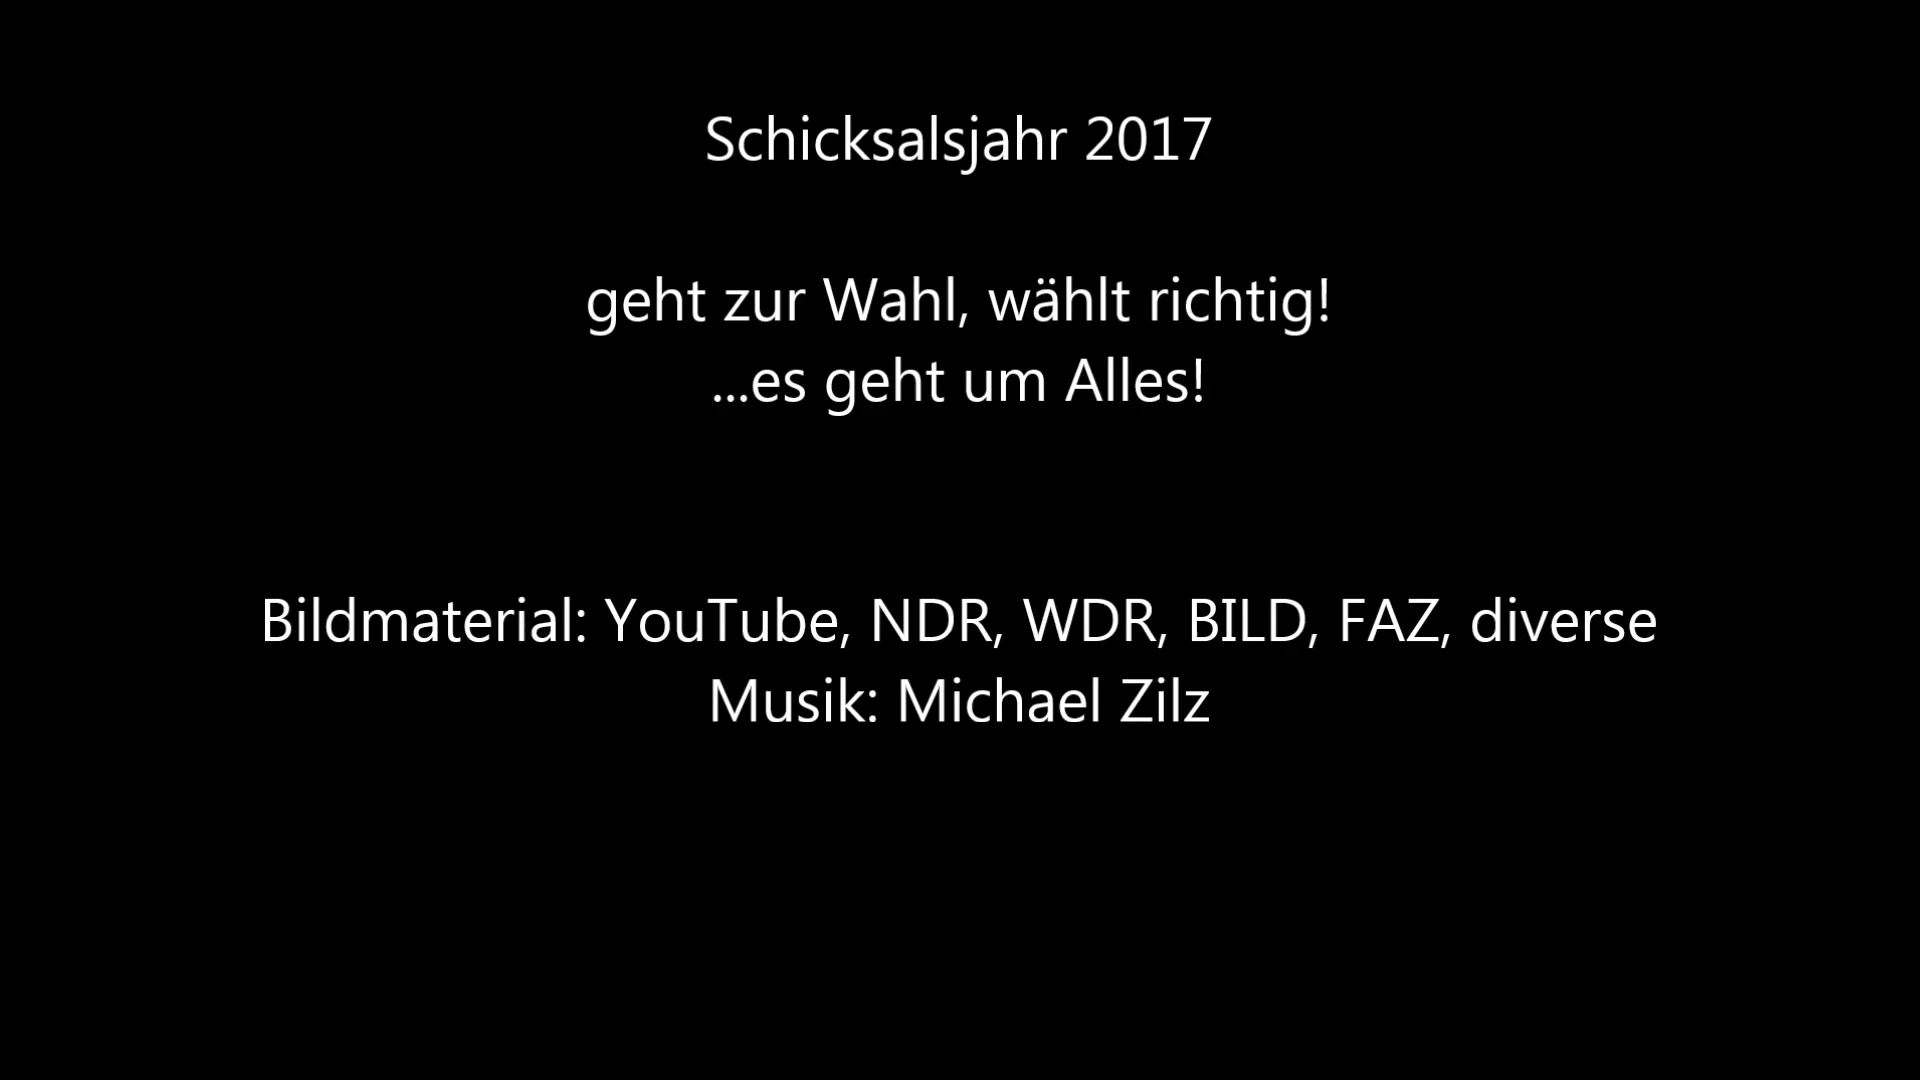 Schicksalsjahr 2017
geht zur Wahl, wählt richtig!
...es geht um Alles!
Bildmaterial: YouTube, NDR, WDR, BILD, FAZ, diverse
Musik: Michael Zilz